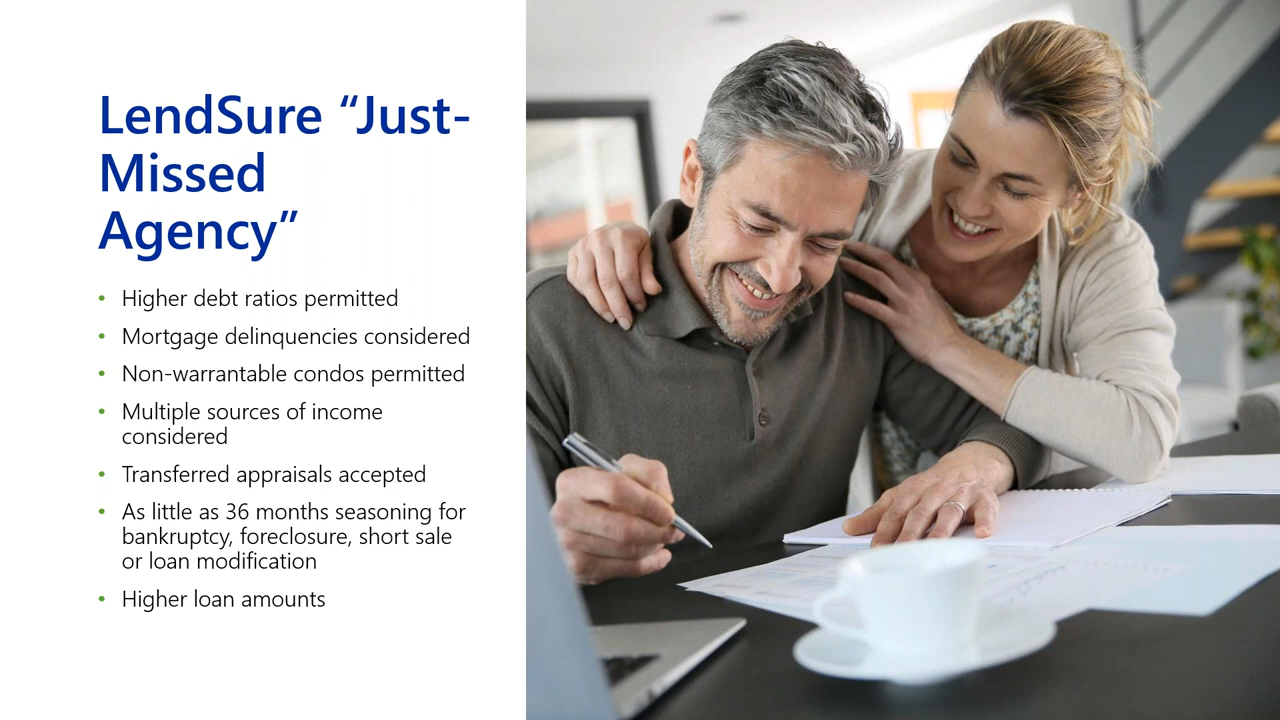 LendSure “Just-
Missed
Agency”
• Higher debt ratios permitted
• Mortgage delinquencies considered
• Non-warrantable condos permitted
• Multiple sources of income
considered
• Transferred appraisals accepted
• As little as 36 months seasoning for
bankruptcy, foreclosure, short sale
or loan modification
• Higher loan amounts